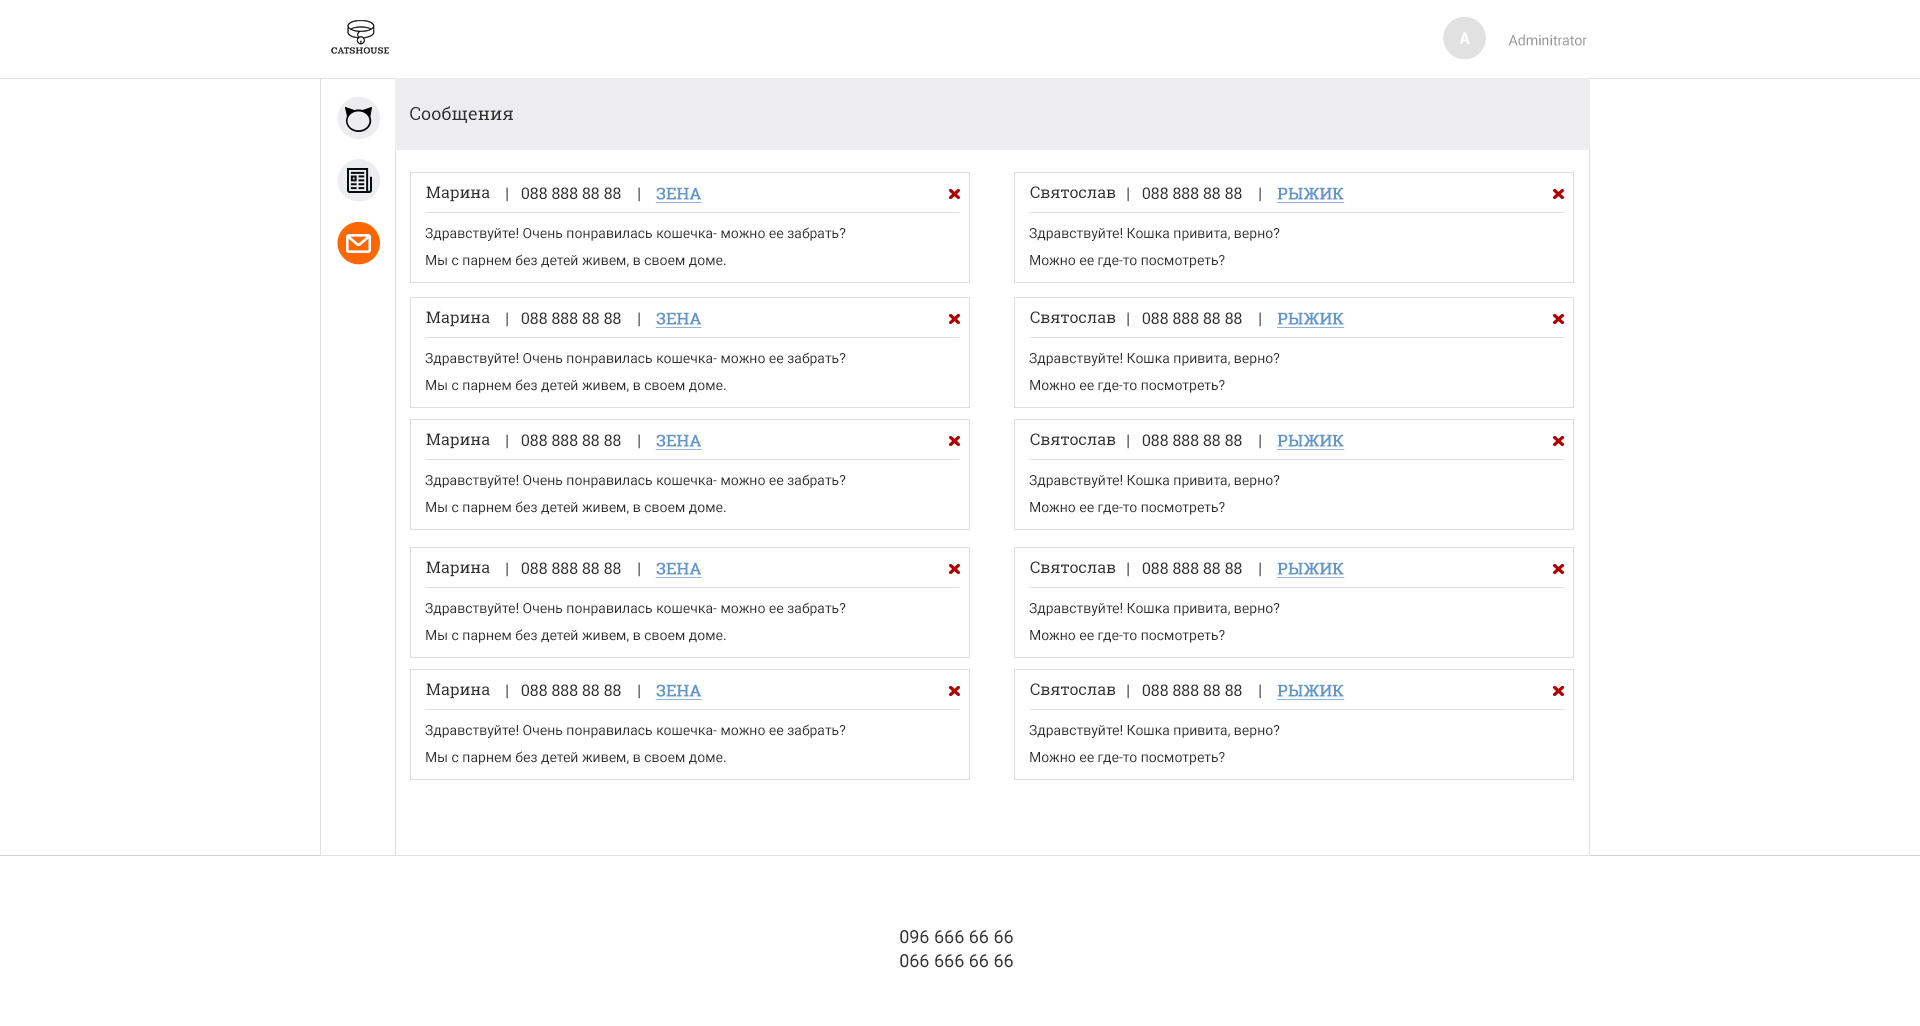 CATSHOUSE
A Adminitrator
Сообщения
Марина | 088 888 88 88 | ЗЕНА
Здравствуйте! Очень понравилась кошечка- можно ее забрать?
Мы с парнем без детей живем, в своем доме.
Святослав | 088 888 88 88 | РЫЖИК
Здравствуйте! Кошка привита, верно?
Можно ее где-то посмотреть?
Марина | 088 888 88 88 | ЗЕНА
Здравствуйте! Очень понравилась кошечка- можно ее забрать?
Мы с парнем без детей живем, в своем доме.
Святослав | 088 888 88 88 | РЫЖИК
Здравствуйте! Кошка привита, верно?
Можно ее где-то посмотреть?
Марина | 088 888 88 88 | ЗЕНА
Здравствуйте! Очень понравилась кошечка- можно ее забрать?
Мы с парнем без детей живем, в своем доме.
Святослав | 088 888 88 88 | РЫЖИК
Здравствуйте! Кошка привита, верно?
Можно ее где-то посмотреть?
Марина | 088 888 88 88 | ЗЕНА
Здравствуйте! Очень понравилась кошечка- можно ее забрать?
Мы с парнем без детей живем, в своем доме.
Святослав | 088 888 88 88 | РЫЖИК
Здравствуйте! Кошка привита, верно?
Можно ее где-то посмотреть?
Марина | 088 888 88 88 | ЗЕНА
Здравствуйте! Очень понравилась кошечка- можно ее забрать?
Мы с парнем без детей живем, в своем доме.
Святослав | 088 888 88 88 | РЫЖИК
Здравствуйте! Кошка привита, верно?
Можно ее где-то посмотреть?
096 666 66 66
066 666 66 66